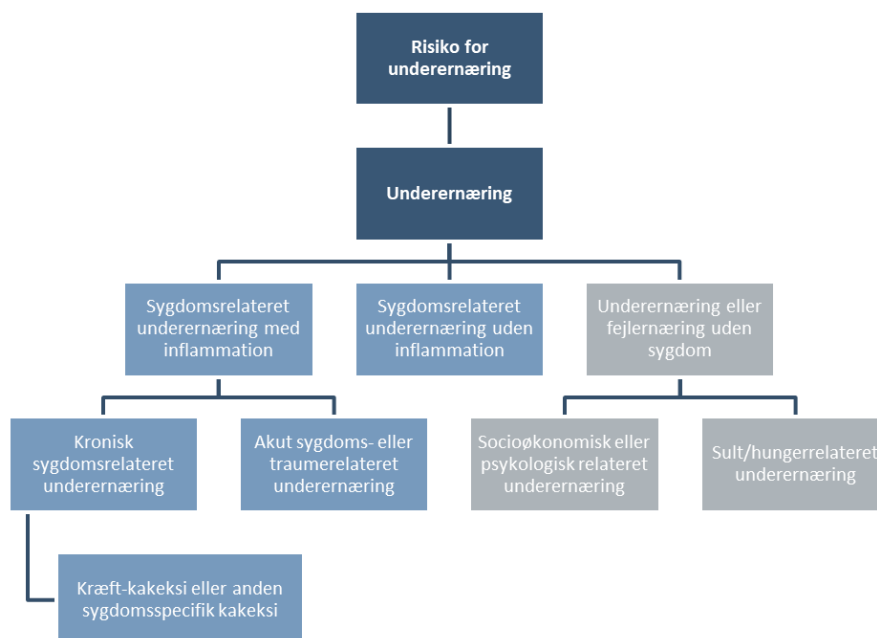 Risiko for
underernæring
Underernæring
Sygdomsrelateret
underernæring med
inflammation
Sygdomsrelateret
underernæring uden
inflammation
Underernæring eller
fejlernæring uden
sygdom
Kronisk
sygdomsrelateret
underernæring
Akut sygdoms- eller
traumerelateret
underernæring
Socioøkonomisk eller
psykologisk relateret
underernæring
Sult/hungerrelateret
underernæring
Kræft-kakeksi eller anden
sygdomsspecifik kakeksi